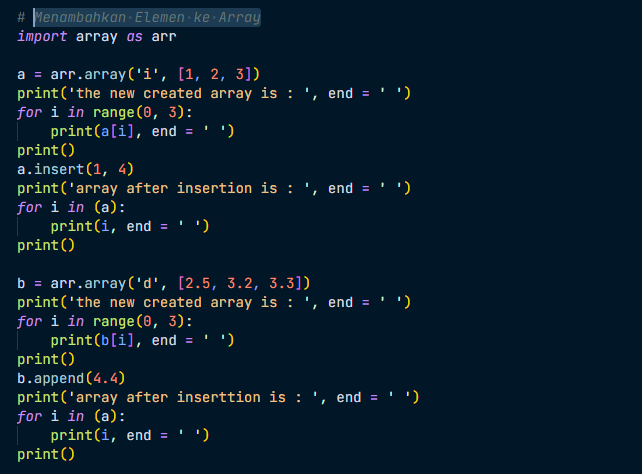 # Menambahkan Elemen ke Array
import array as arr

a = arr.array('i', [1, 2, 3])
print('the new created array is : ', end = ' ')
for i in range(0, 3):
    print(a[i], end = ' ')
print()
a.insert(1, 4)
print('array after insertion is : ', end = ' ')
for i in (a):
    print(i, end = ' ')
print()

b = arr.array('d', [2.5, 3.2, 3.3])
print('the new created array is : ', end = ' ')
for i in range(0, 3):
    print(b[i], end = ' ')
print()
b.append(4.4)
print('array after inserttion is : ', end = ' ')
for i in (a):
    print(i, end = ' ')
print()